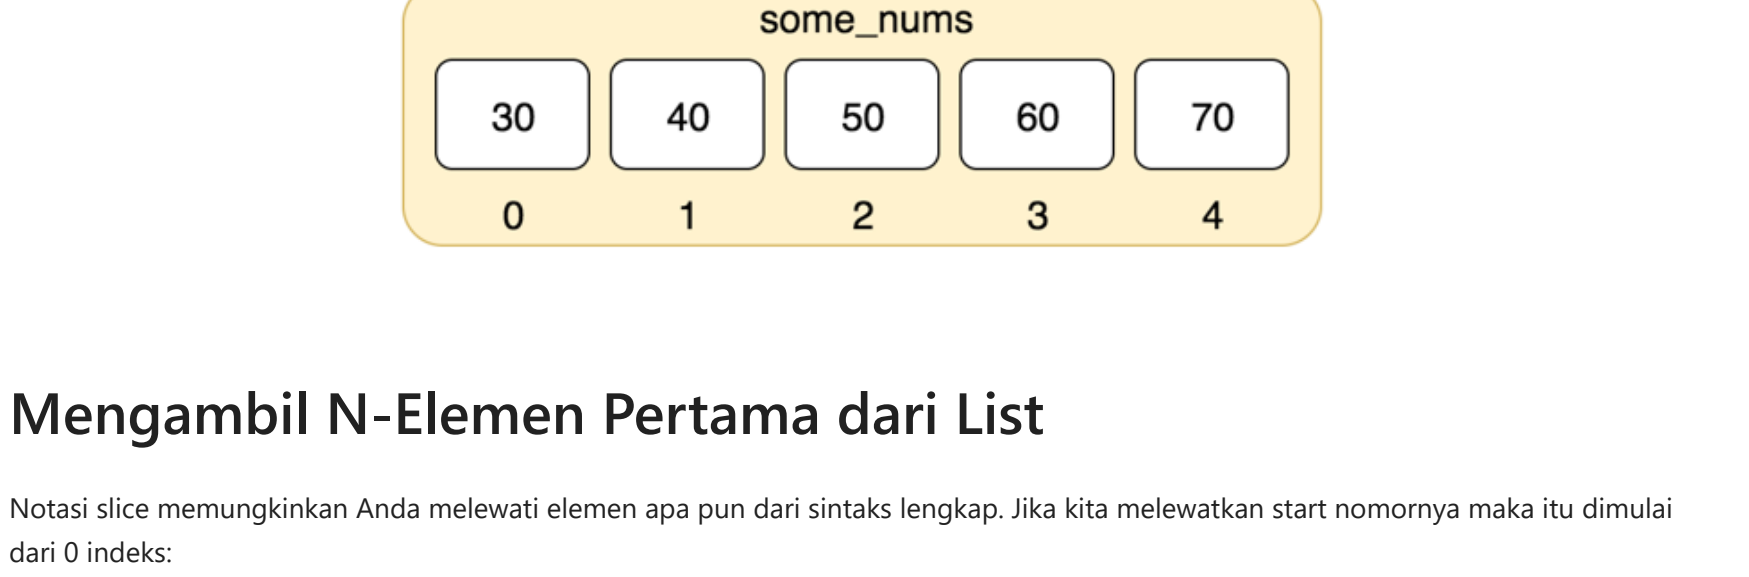 some_nums
30 40 50 60 70
0 1 2 3 4
Mengambil N-Elemen Pertama dari List
Notasi slice memungkinkan Anda melewati elemen apa pun dari sintaks lengkap. Jika kita melewatkan start nomornya maka itu dimulai
dari 0 indeks: